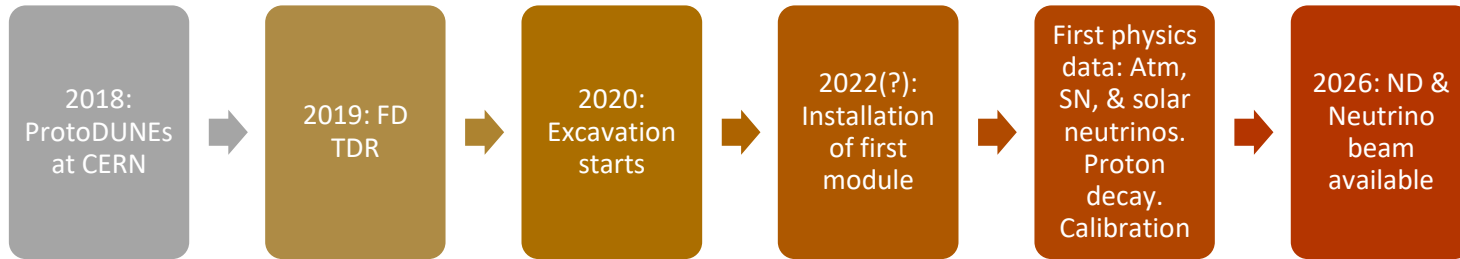 2018:
ProtoDUNEs
at CERN
2019: FD
TDR
2020:
Excavation
starts
2022(?):
Installation
of first
module
First physics
data: Atm,
SN, & solar
neutrinos.
Proton
decay.
Calibration
2026: ND &
Neutrino
beam
available